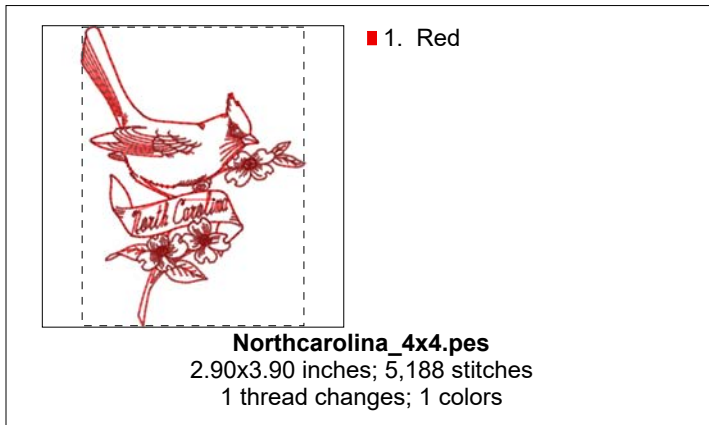 1. Red
North Carolina
Northcarolina_4x4.pes
2.90x3.90 inches; 5,188 stitches
1 thread changes; 1 colors